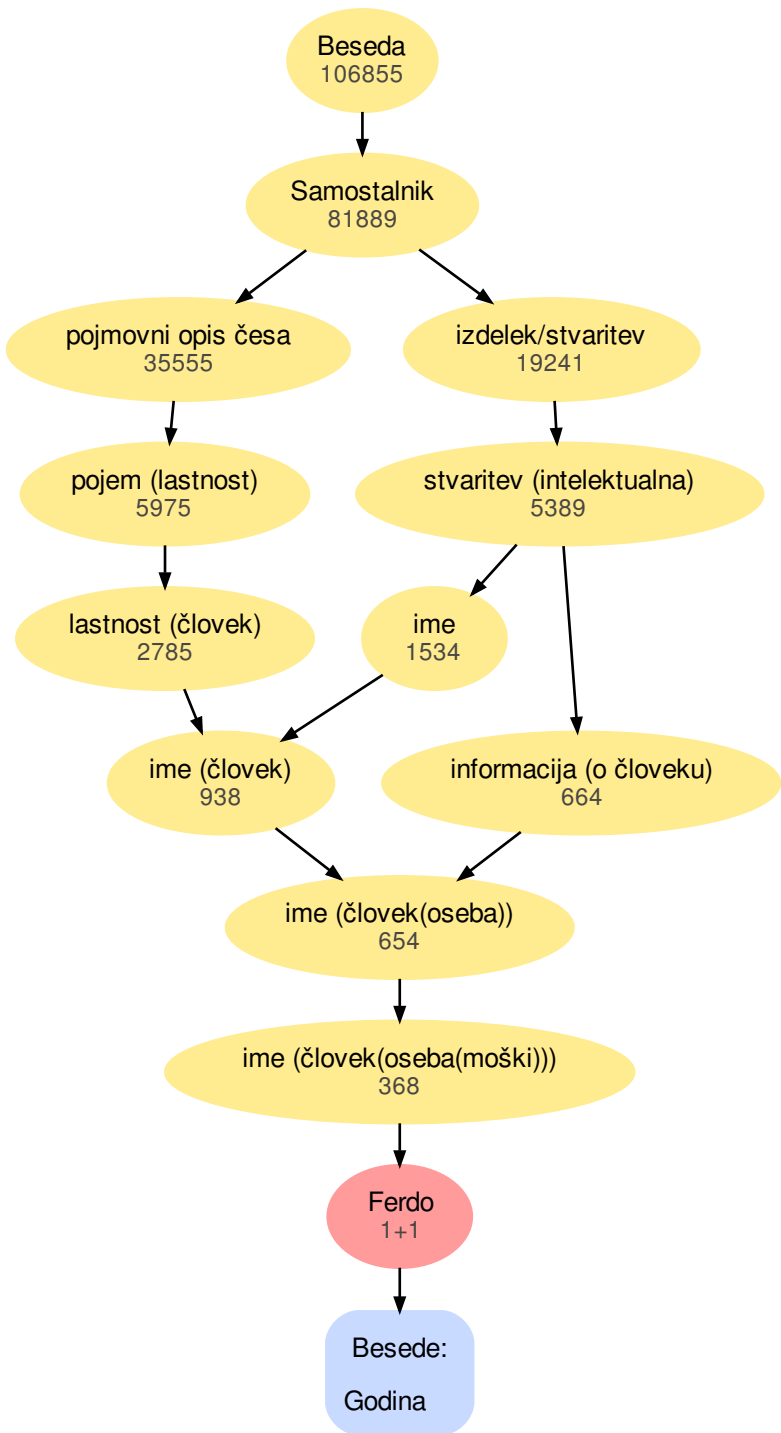 Beseda
106855
Samostalnik
81889
pojmovni opis česa
35555
izdelek/stvaritev
19241
pojem (lastnost)
5975
stvaritev (intelektualna)
5389
lastnost (človek)
2785
ime
1534
ime (človek)
938
informacija (o človeku)
664
ime (človek(oseba))
654
ime (človek(oseba(moški)))
368
Ferdo
1+1
Besede:
Godina